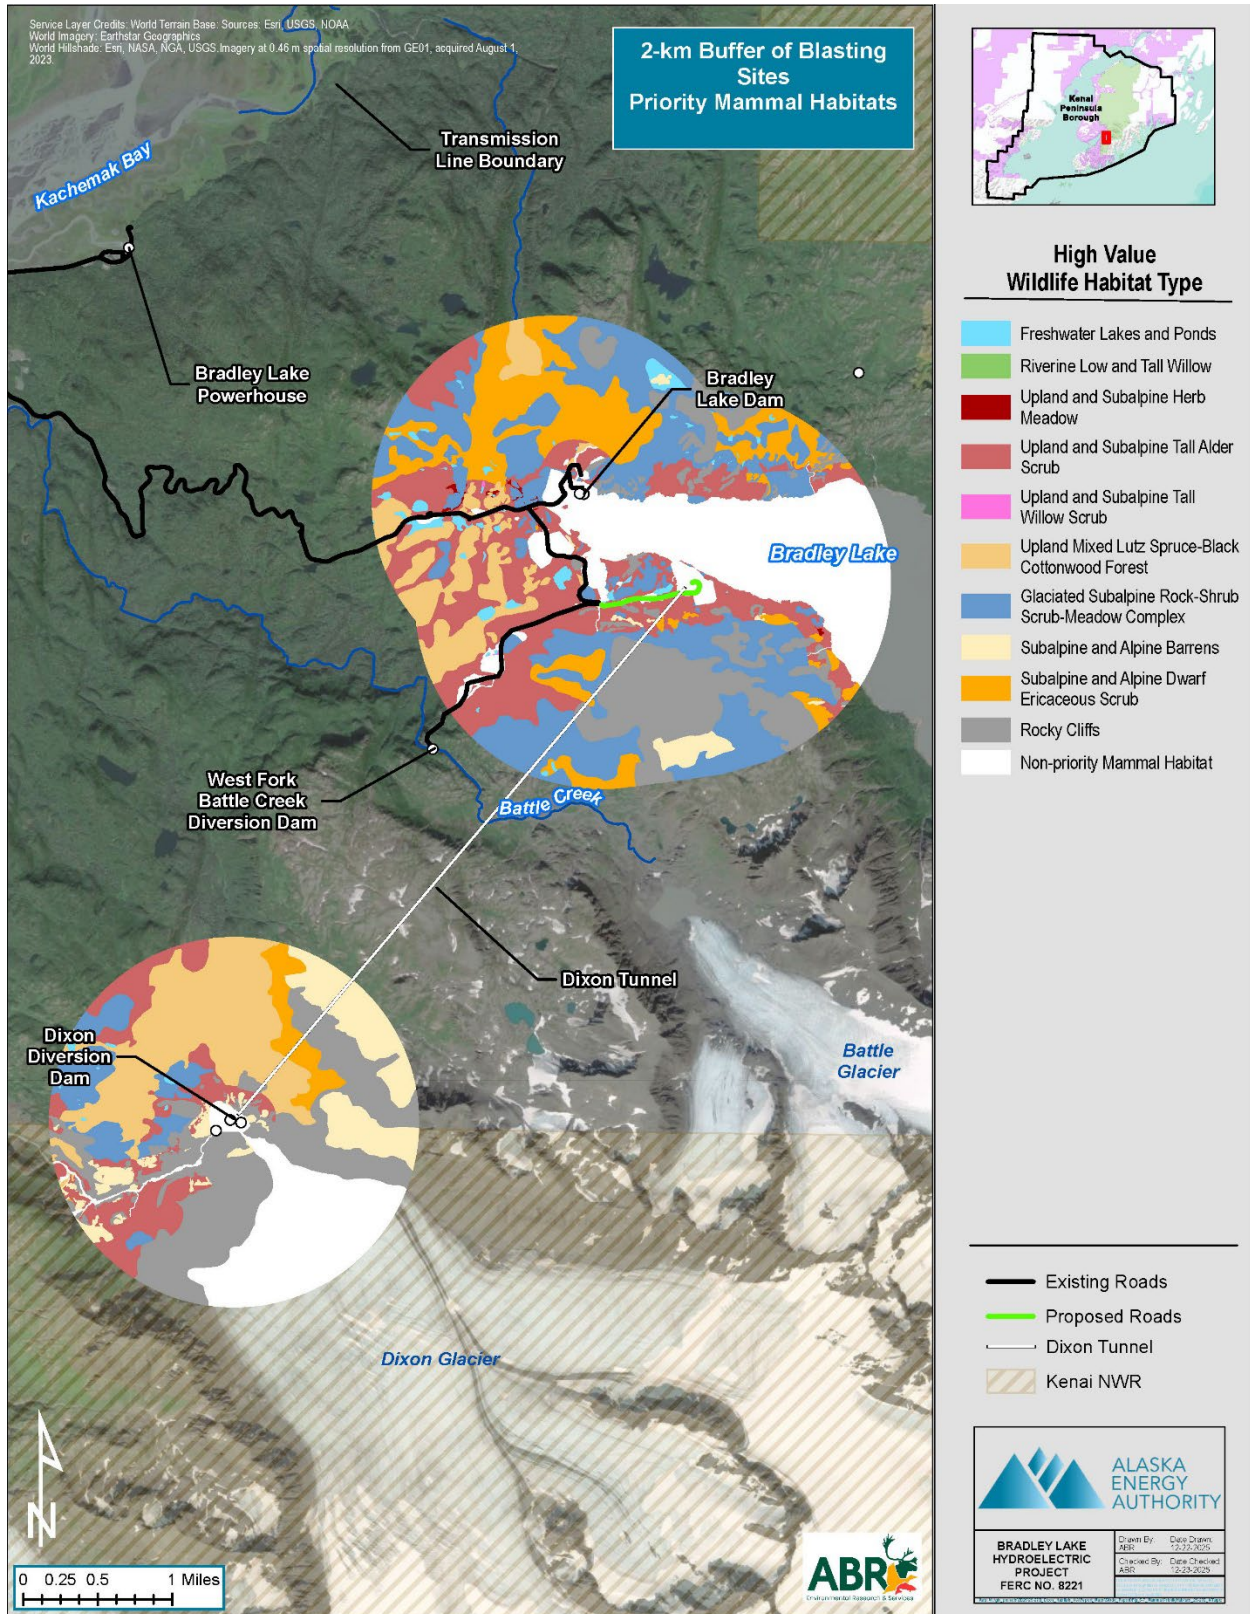 Service Layer Credits: World Terrain Base: Sources: Esri, USGS, NOAA
World Imagery: Earthstar Geographics
World Hillshade: Esri, NASA, NGA, USGS.Imagery at 0.46 m spatial resolution from GE01, acquired August 1,
2023.
2-km Buffer of Blasting
Sites
Priority Mammal Habitats
Transmission
Line Boundary
Kachemak Bay
Bradley Lake
Powerhouse
Bradley
Lake Dam
Bradley Lake
West Fork
Battle Creek
Diversion Dam
Battle Creek
Dixon Tunnel
Dixon
Diversion
Dam
Battle
Glacier
Dixon Glacier
N
0 0.25 0.5 1 Miles
ABR
Environmental Research & Services
Kenai
Peninsula
Borough
High Value
Wildlife Habitat Type
Freshwater Lakes and Ponds
Riverine Low and Tall Willow
Upland and Subalpine Herb
Meadow
Upland and Subalpine Tall Alder
Scrub
Upland and Subalpine Tall
Willow Scrub
Upland Mixed Lutz Spruce-Black
Cottonwood Forest
Glaciated Subalpine Rock-Shrub
Scrub-Meadow Complex
Subalpine and Alpine Barrens
Subalpine and Alpine Dwarf
Ericaceous Scrub
Rocky Cliffs
Non-priority Mammal Habitat
Existing Roads
Proposed Roads
Dixon Tunnel
Kenai NWR
ALASKA
ENERGY
AUTHORITY
BRADLEY LAKE
HYDROELECTRIC
PROJECT
FERC NO. 8221
Drawn By: Date Drawn:
ABR 12-22-2025
Checked By: Date Checked
ABR 12-23-2025